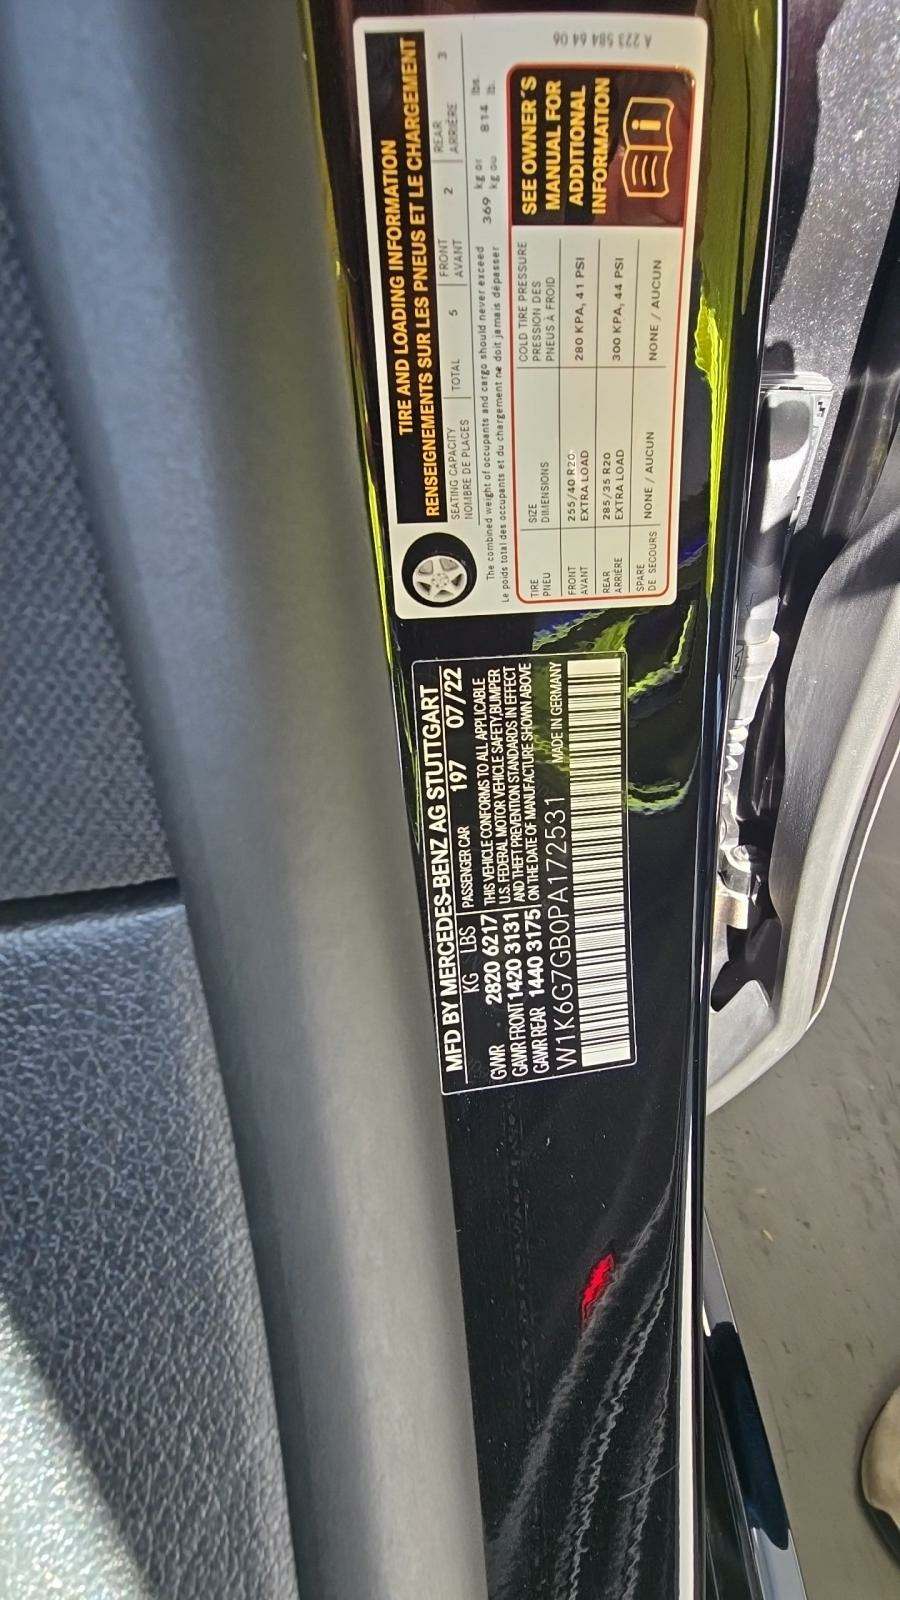 TIRE AND LOADING INFORMATION
RENSEIGNEMENTS SUR LES PNEUS ET LE CHARGEMENT
SEATING CAPACITY TOTAL 5 FRONT 2 REAR 3
NOMBRE DE PLACES AVANT ARRIÈRE
The combined weight of occupants and cargo should never exceed 369 kg or 814 lbs.
Le poids total des occupants et du chargement ne doit jamais dépasser kg ou lb.
TIRE SIZE COLD TIRE PRESSURE
PNEU DIMENSIONS PRESSION DES
PNEUS À FROID
FRONT 255/40 R20 280 KPA, 41 PSI
AVANT EXTRA LOAD
REAR 285/35 R20 300 KPA, 44 PSI
ARRIÈRE EXTRA LOAD
SPARE NONE / AUCUN NONE / AUCUN
DE SECOURS
SEE OWNER'S
MANUAL FOR
ADDITIONAL
INFORMATION
i
A 223 584 64 06
MFD BY MERCEDES-BENZ AG STUTTGART
KG LBS PASSENGER CAR 197 07/22
GVWR 2820 6217 THIS VEHICLE CONFORMS TO ALL APPLICABLE
GAWR FRONT 1420 3131 U.S. FEDERAL MOTOR VEHICLE SAFETY,BUMPER
GAWR REAR 1440 3175 AND THEFT PREVENTION STANDARDS IN EFFECT
ON THE DATE OF MANUFACTURE SHOWN ABOVE
W1K6G7GB0PA172531 MADE IN GERMANY